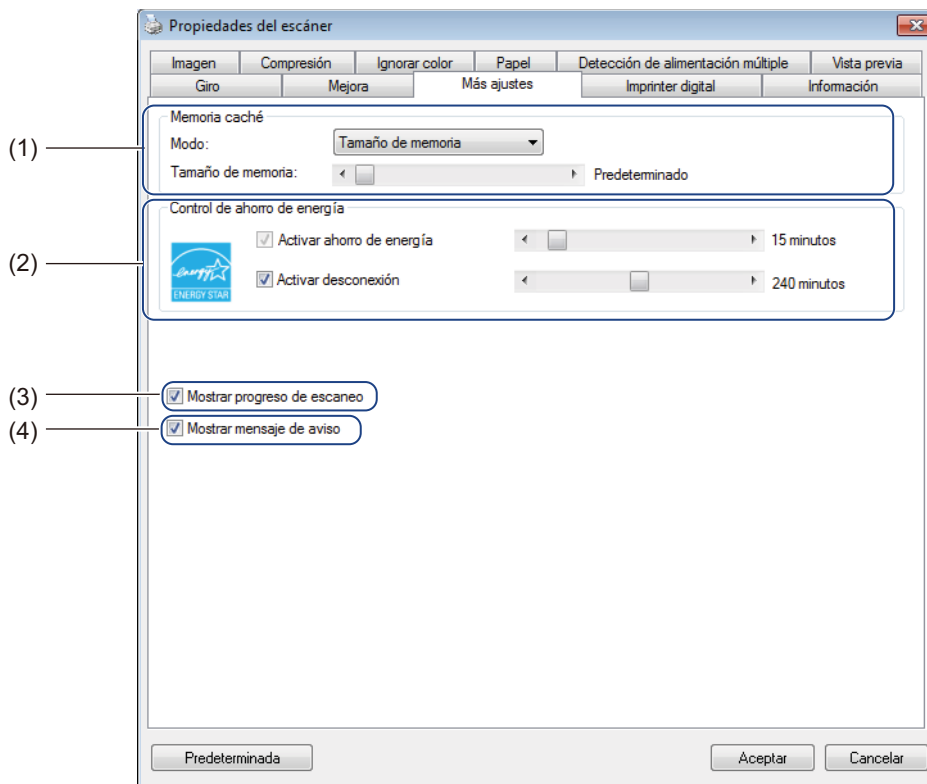 Propiedades del escáner
Imagen Compresión Ignorar color Papel Detección de alimentación múltiple Vista previa
Giro Mejora Más ajustes Imprinter digital Información
(1)
Memoria caché
Modo: Tamaño de memoria
Tamaño de memoria: Predeterminado
(2)
Control de ahorro de energía
energy
ENERGY STAR
Activar ahorro de energía 15 minutos
Activar desconexión 240 minutos
(3) Mostrar progreso de escaneo
(4) Mostrar mensaje de aviso
Predeterminada Aceptar Cancelar